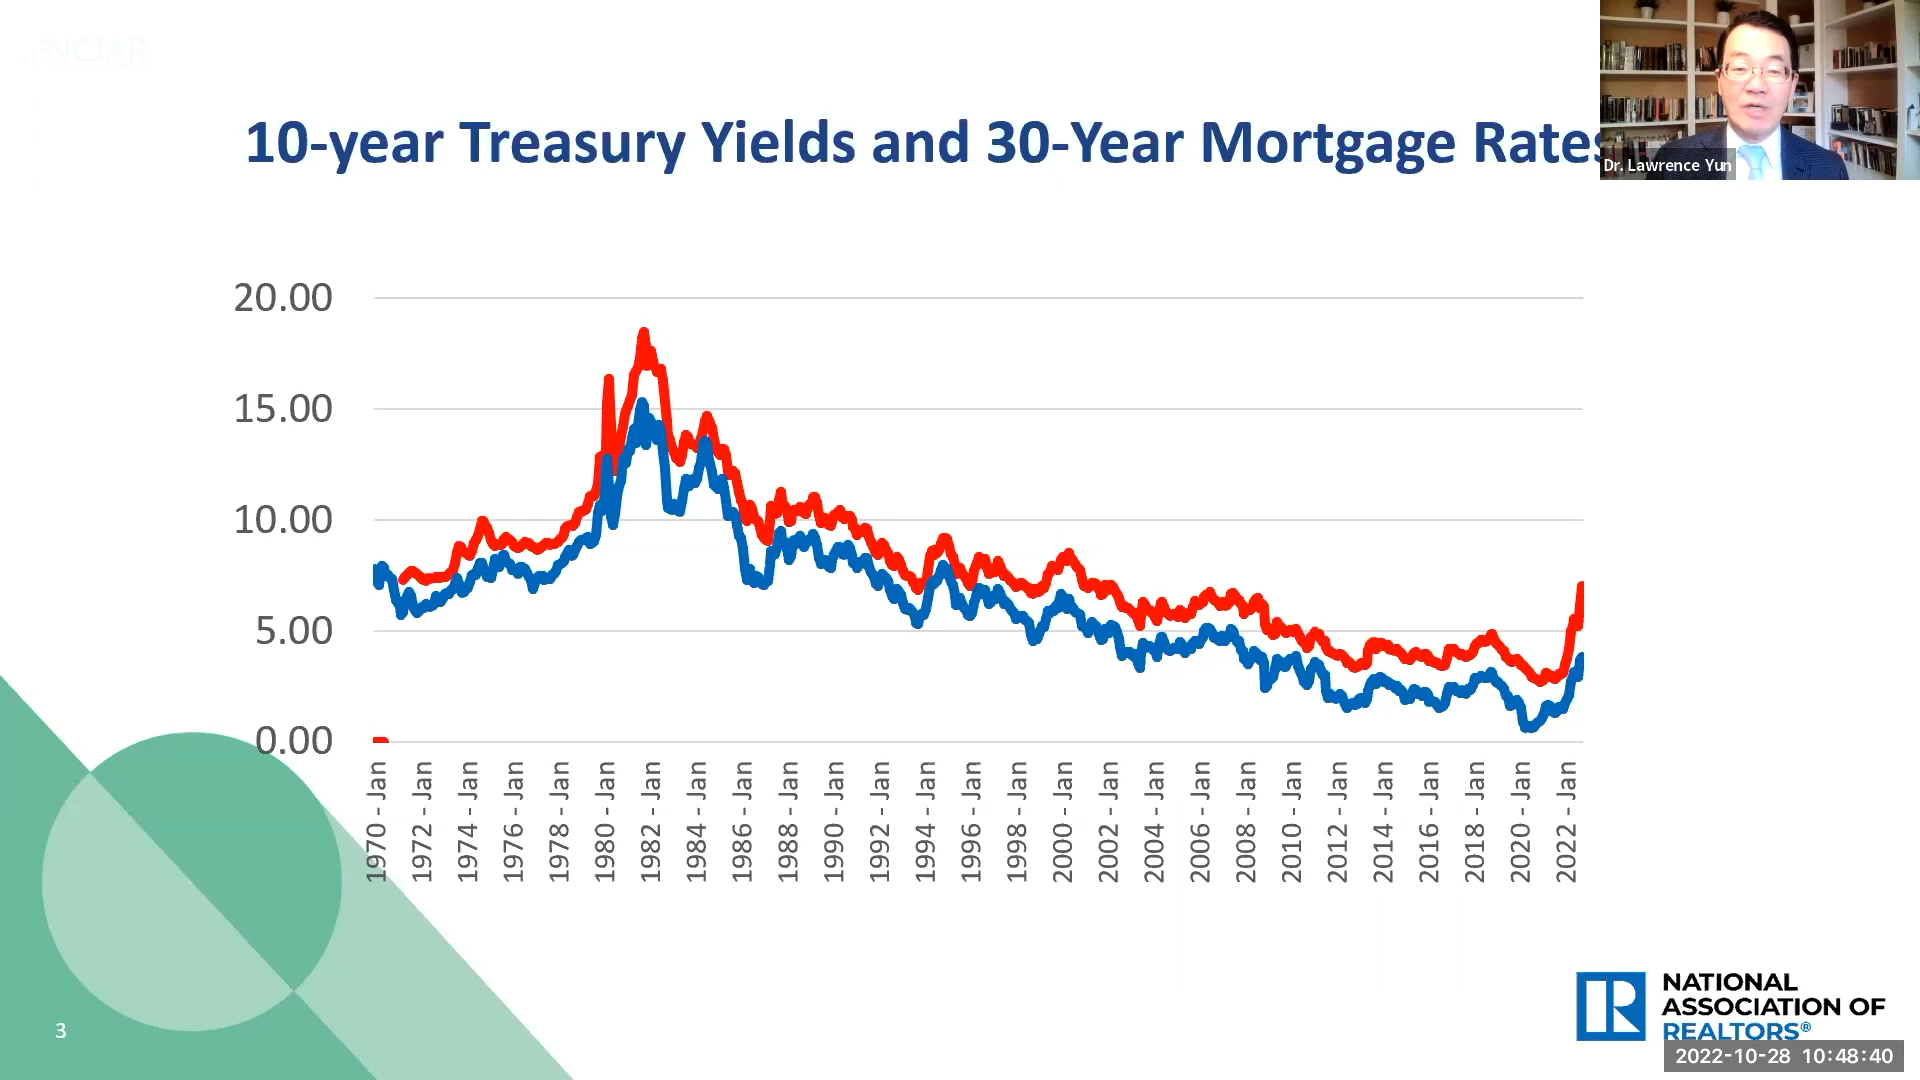 10-year Treasury Yields and 30-Year Mortgage Rates
Dr. Lawrence Yun
20.00
15.00
10.00
5.00
0.00
1970 - Jan
1972 - Jan
1974 - Jan
1976 - Jan
1978 - Jan
1980 - Jan
1982 - Jan
1984 - Jan
1986 - Jan
1988 - Jan
1990 - Jan
1992 - Jan
1994 - Jan
1996 - Jan
1998 - Jan
2000 - Jan
2002 - Jan
2004 - Jan
2006 - Jan
2008 - Jan
2010 - Jan
2012 - Jan
2014 - Jan
2016 - Jan
2018 - Jan
2020 - Jan
2022 - Jan
3
NATIONAL
ASSOCIATION OF
REALTORS®
2022-10-28 10:48:40